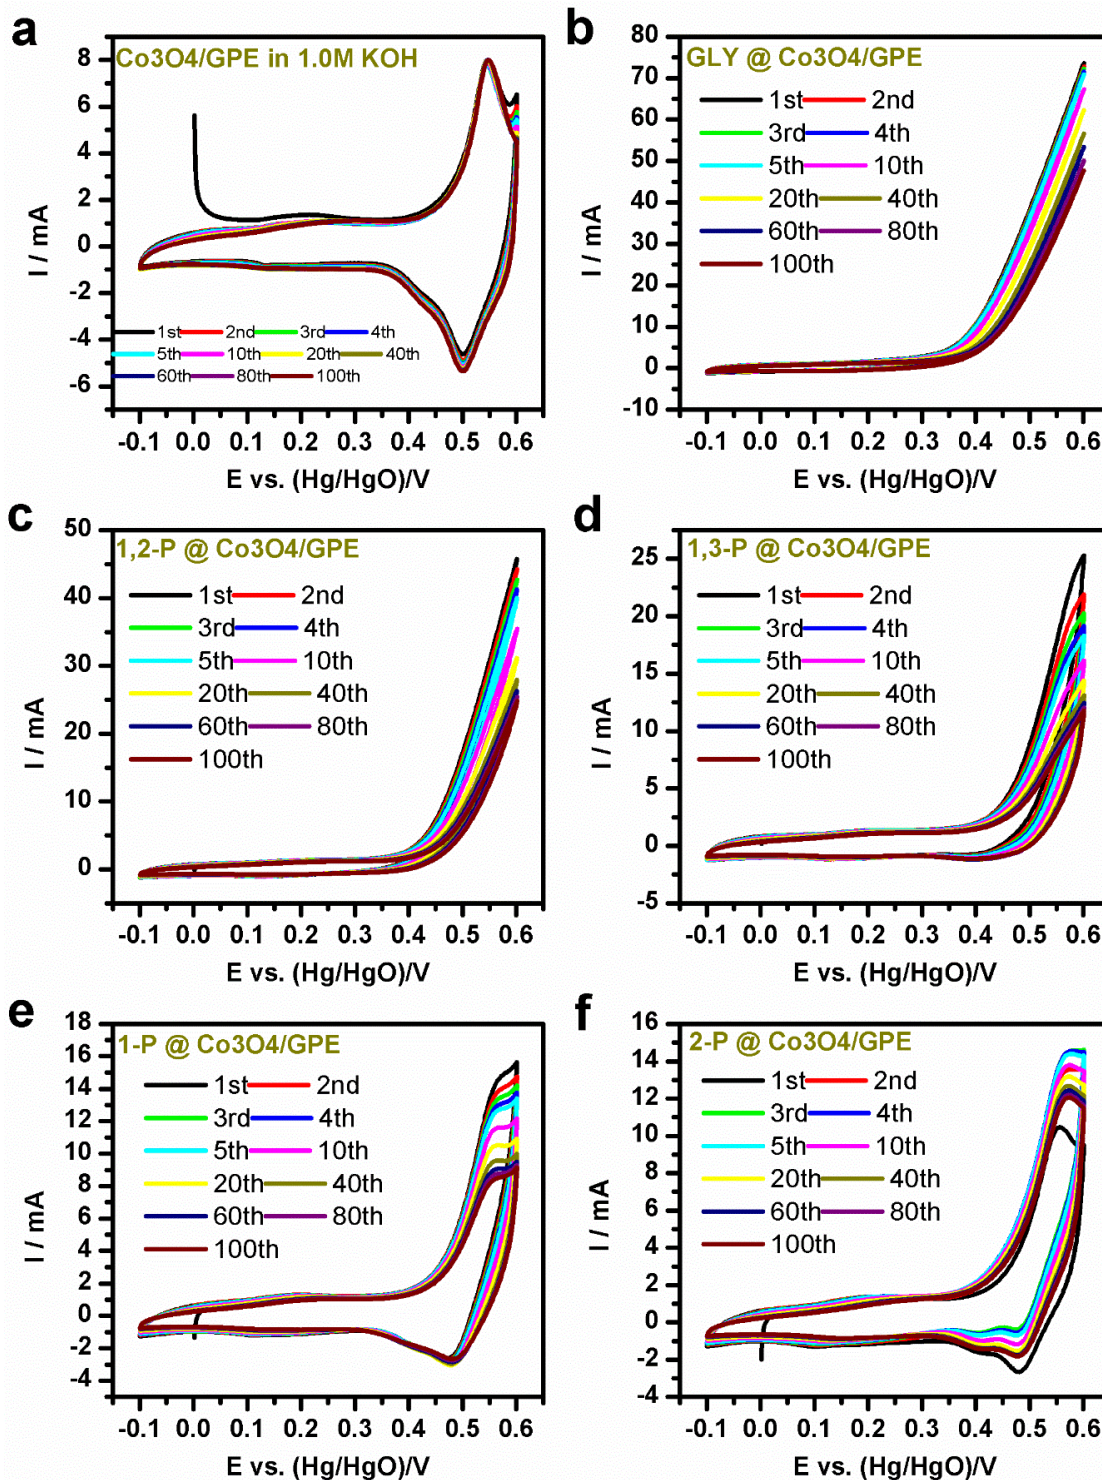 a
Co3O4/GPE in 1.0M KOH
I / mA
8
6
4
2
0
-2
-4
-6
1st 2nd 3rd 4th
5th 10th 20th 40th
60th 80th 100th
-0.1 0.0 0.1 0.2 0.3 0.4 0.5 0.6
E vs. (Hg/HgO)/V
b
GLY @ Co3O4/GPE
I / mA
80
70
60
50
40
30
20
10
0
-10
1st 2nd
3rd 4th
5th 10th
20th 40th
60th 80th
100th
-0.1 0.0 0.1 0.2 0.3 0.4 0.5 0.6
E vs. (Hg/HgO)/V
c
1,2-P @ Co3O4/GPE
I / mA
50
40
30
20
10
0
1st 2nd
3rd 4th
5th 10th
20th 40th
60th 80th
100th
-0.1 0.0 0.1 0.2 0.3 0.4 0.5 0.6
E vs. (Hg/HgO)/V
d
1,3-P @ Co3O4/GPE
I / mA
25
20
15
10
5
0
-5
1st 2nd
3rd 4th
5th 10th
20th 40th
60th 80th
100th
-0.1 0.0 0.1 0.2 0.3 0.4 0.5 0.6
E vs. (Hg/HgO)/V
e
1-P @ Co3O4/GPE
I / mA
18
16
14
12
10
8
6
4
2
0
-2
-4
1st 2nd
3rd 4th
5th 10th
20th 40th
60th 80th
100th
-0.1 0.0 0.1 0.2 0.3 0.4 0.5 0.6
E vs. (Hg/HgO)/V
f
2-P @ Co3O4/GPE
I / mA
16
14
12
10
8
6
4
2
0
-2
-4
1st 2nd
3rd 4th
5th 10th
20th 40th
60th 80th
100th
-0.1 0.0 0.1 0.2 0.3 0.4 0.5 0.6
E vs. (Hg/HgO)/V